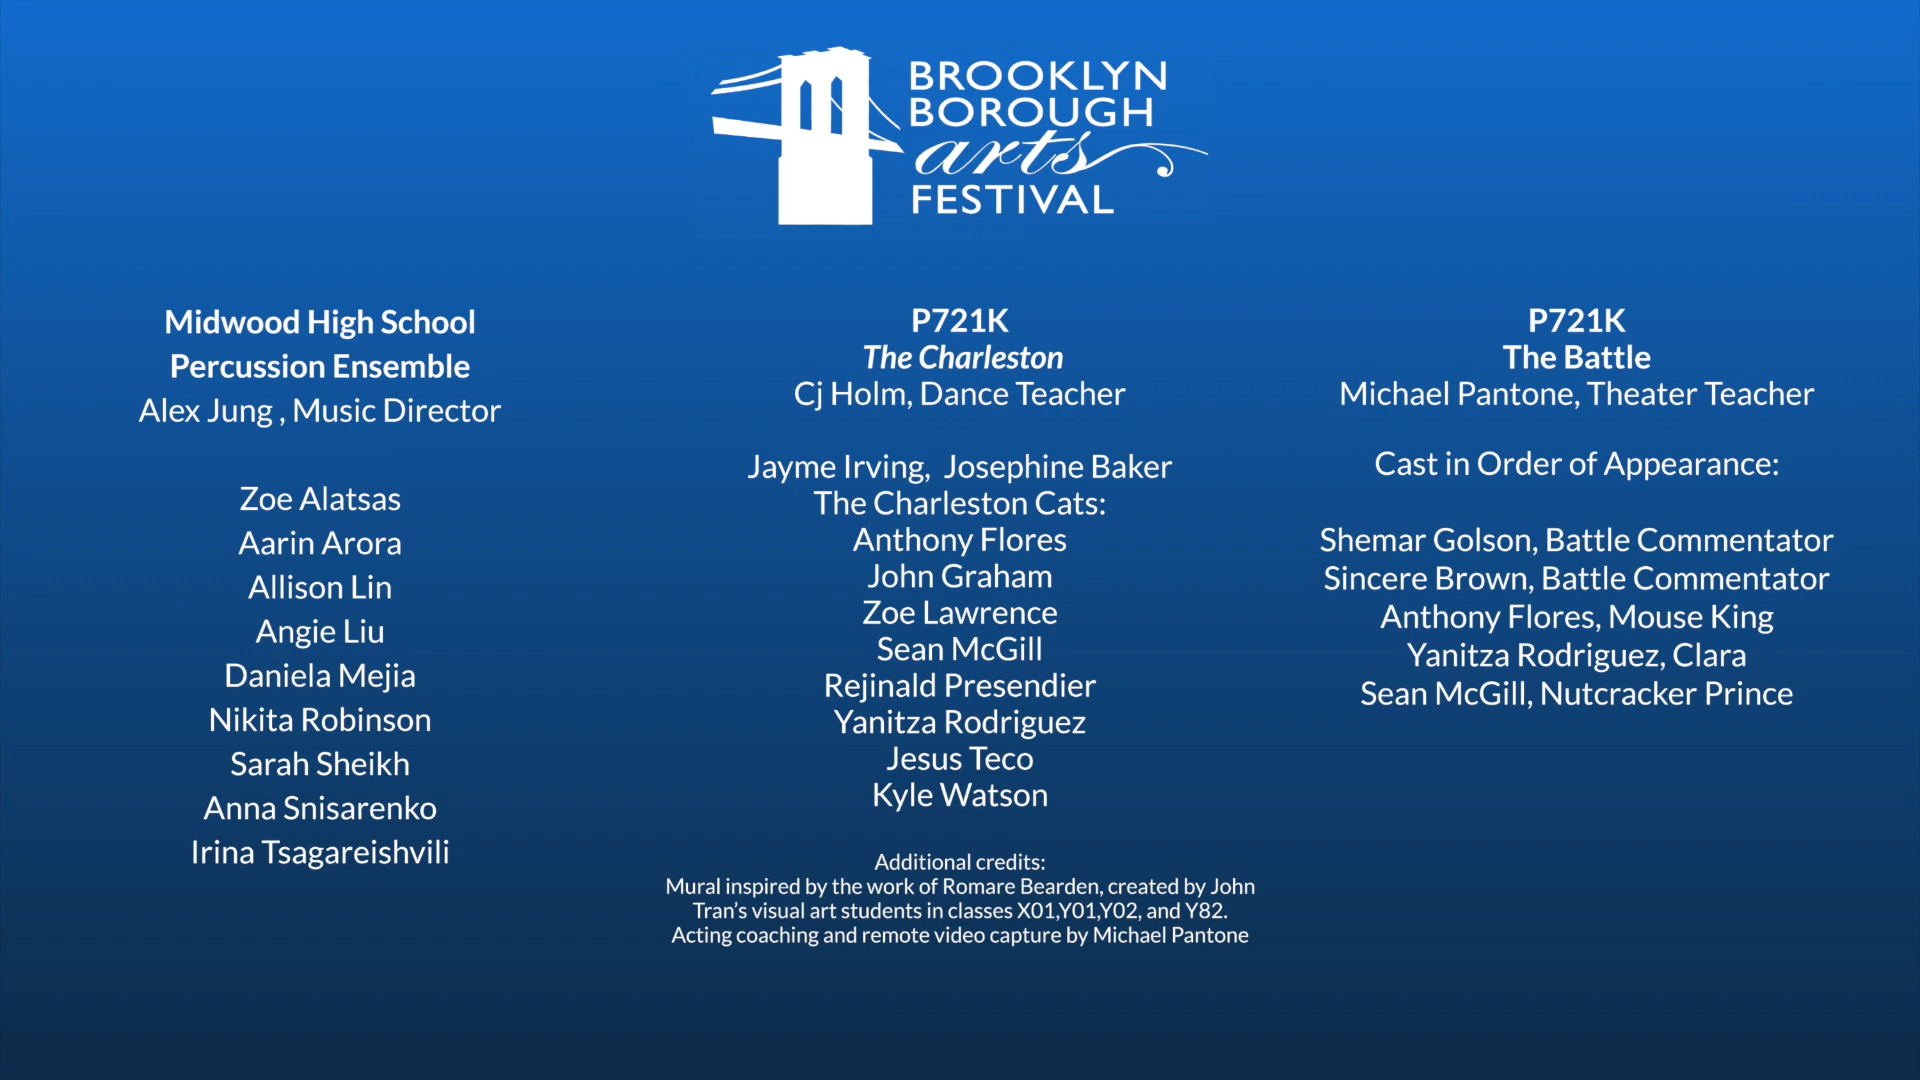 BROOKLYN
BOROUGH
arts
FESTIVAL
Midwood High School
Percussion Ensemble
Alex Jung , Music Director
Zoe Alatsas
Aarin Arora
Allison Lin
Angie Liu
Daniela Mejia
Nikita Robinson
Sarah Sheikh
Anna Snisarenko
Irina Tsagareishvili
P721K
The Charleston
Cj Holm, Dance Teacher
Jayme Irving,  Josephine Baker
The Charleston Cats:
Anthony Flores
John Graham
Zoe Lawrence
Sean McGill
Rejinald Presendier
Yanitza Rodriguez
Jesus Teco
Kyle Watson
Additional credits:
Mural inspired by the work of Romare Bearden, created by John
Tran’s visual art students in classes X01,Y01,Y02, and Y82.
Acting coaching and remote video capture by Michael Pantone
P721K
The Battle
Michael Pantone, Theater Teacher
Cast in Order of Appearance:
Shemar Golson, Battle Commentator
Sincere Brown, Battle Commentator
Anthony Flores, Mouse King
Yanitza Rodriguez, Clara
Sean McGill, Nutcracker Prince